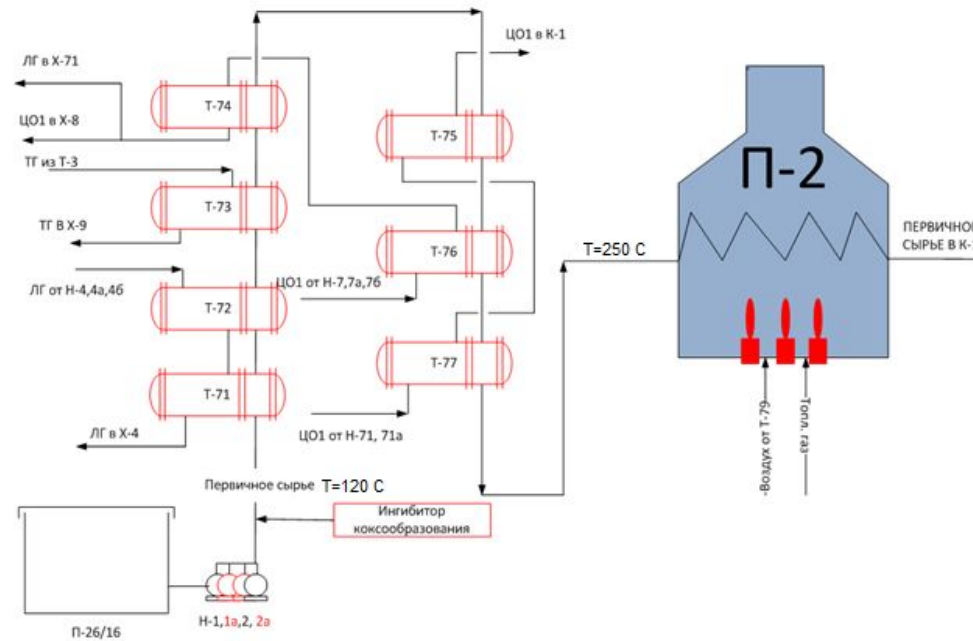 ЦО1 в К-1
ЛГ в Х-71
Т-74
ЦО1 в Х-8
Т-75
ТГ из Т-3
П-2
Т-73
ТГ В Х-9
ПЕРВИЧНОЕ
СЫРЬЕ В К-
Т-76
Т=250 С
ЛГ от Н-4,4а,4б
ЦО1 от Н-7,7а,7б
Т-72
Т-77
Т-71
ЛГ в Х-4
ЦО1 от Н-71, 71а
-Воздух от Т-79
Топл. газ
Первичное сырье Т=120 С
Ингибитор
коксообразования
Н-1,1а,2, 2а
П-26/16